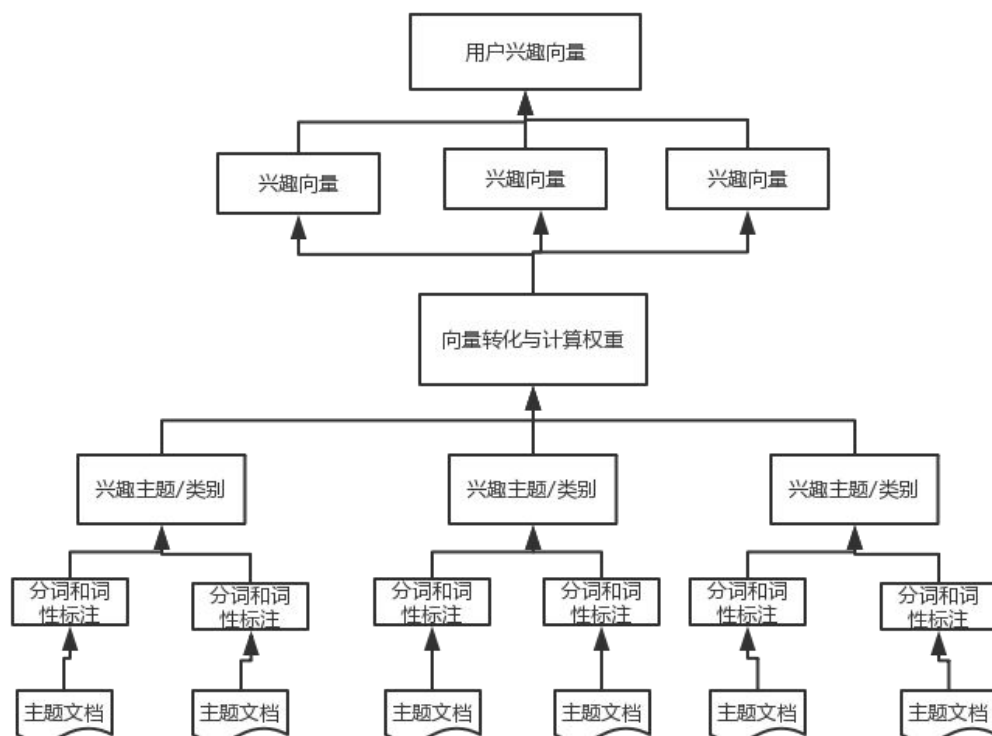 用户兴趣向量
兴趣向量
兴趣向量
兴趣向量
向量转化与计算权重
兴趣主题/类别
兴趣主题/类别
兴趣主题/类别
分词和词
性标注
分词和词
性标注
分词和词
性标注
分词和词
性标注
分词和词
性标注
分词和词
性标注
主题文档
主题文档
主题文档
主题文档
主题文档
主题文档